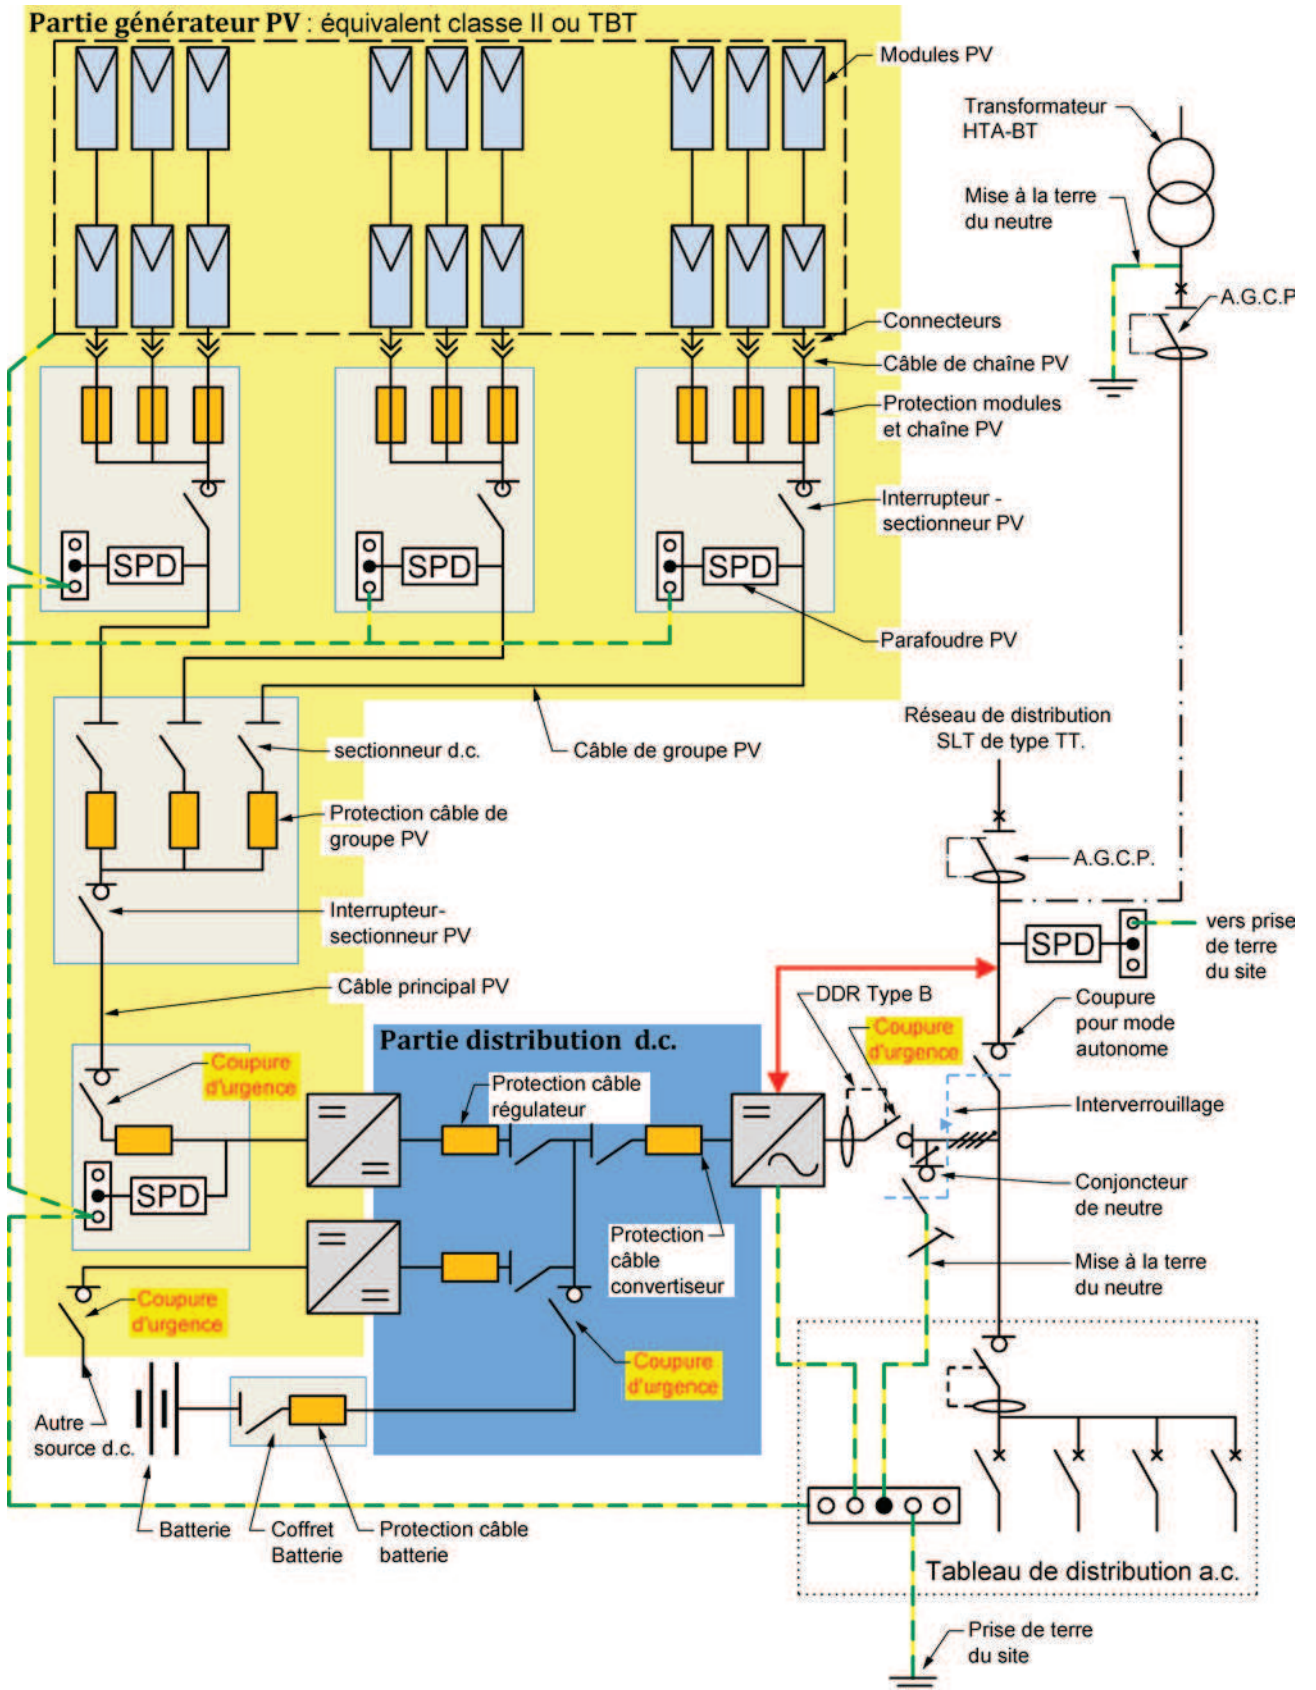 Partie générateur PV : équivalent classe II ou TBT
Modules PV
Transformateur
HTA-BT
Mise à la terre
du neutre
A.G.C.P
Connecteurs
Câble de chaîne PV
Protection modules
et chaîne PV
Interrupteur -
sectionneur PV
SPD
SPD
SPD
Parafoudre PV
Réseau de distribution
SLT de type TT.
sectionneur d.c.
Câble de groupe PV
Protection câble de
groupe PV
A.G.C.P.
Interrupteur-
sectionneur PV
SPD
vers prise
de terre
du site
Câble principal PV
DDR Type B
Coupure
pour mode
autonome
Coupure
d'urgence
Partie distribution d.c.
Coupure
d'urgence
Protection câble
régulateur
Interverrouillage
SPD
Conjoncteur
de neutre
Protection
câble
convertiseur
Mise à la terre
du neutre
Coupure
d'urgence
Coupure
d'urgence
Autre
source d.c.
Batterie
Coffret
Batterie
Protection câble
batterie
Tableau de distribution a.c.
Prise de terre
du site